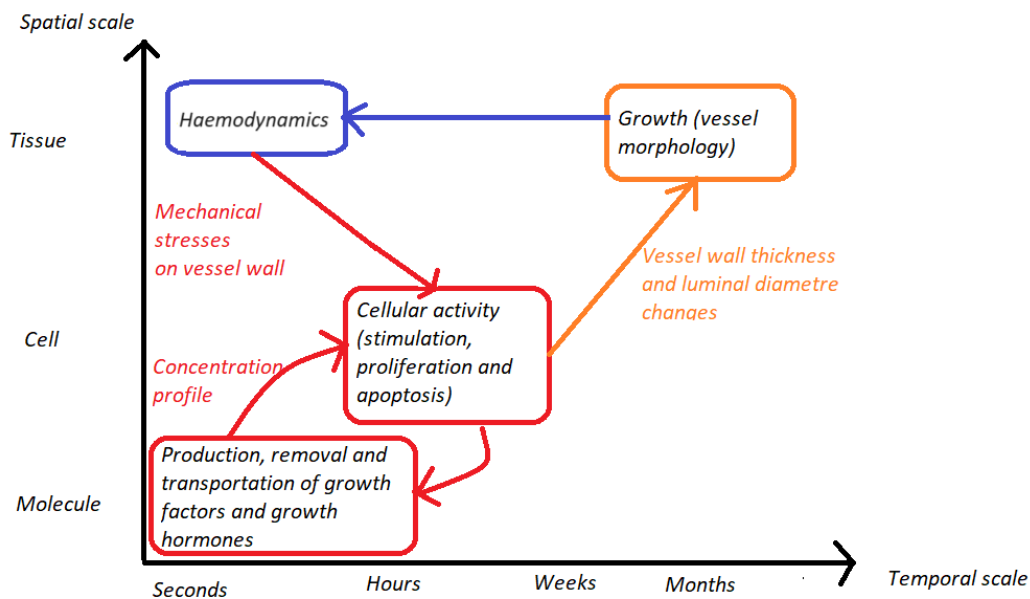 Spatial scale
Haemodynamics
Growth (vessel
morphology)
Tissue
Mechanical
stresses
on vessel wall
Vessel wall thickness
and luminal diametre
changes
Cellular activity
(stimulation,
proliferation and
apoptosis)
Cell
Concentration
profile
Production, removal and
transportation of growth
factors and growth
hormones
Molecule
Seconds
Hours
Weeks
Months
Temporal scale